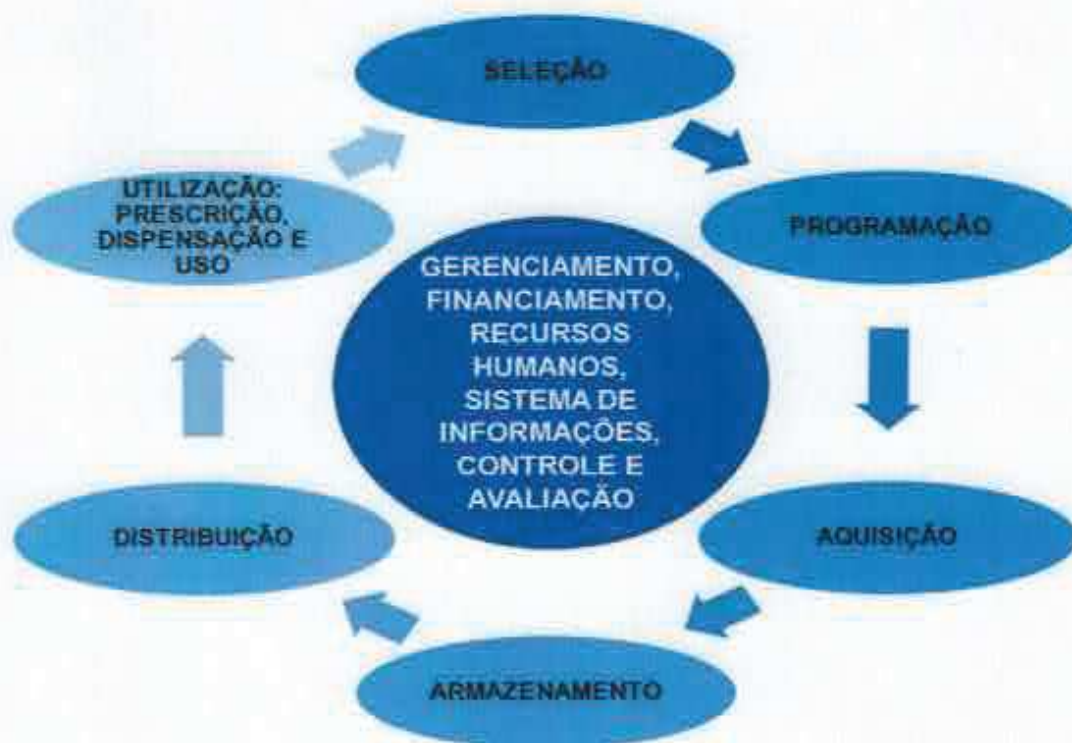 SELEÇÃO
PROGRAMAÇÃO
AQUISIÇÃO
ARMAZENAMENTO
DISTRIBUIÇÃO
UTILIZAÇÃO:
PRESCRIÇÃO,
DISPENSAÇÃO E
USO
GERENCIAMENTO,
FINANCIAMENTO,
RECURSOS
HUMANOS,
SISTEMA DE
INFORMAÇÕES,
CONTROLE E
AVALIAÇÃO